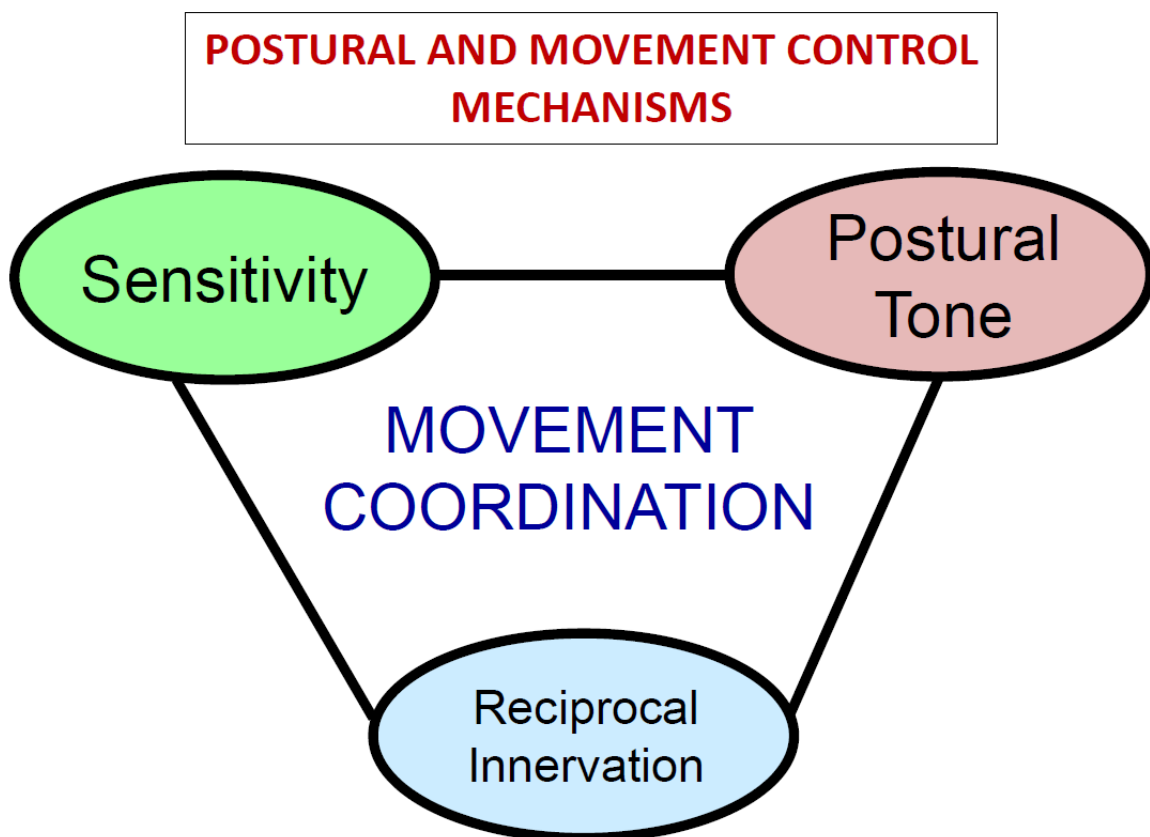 POSTURAL AND MOVEMENT CONTROL
MECHANISMS
Sensitivity
Postural
Tone
MOVEMENT
COORDINATION
Reciprocal
Innervation